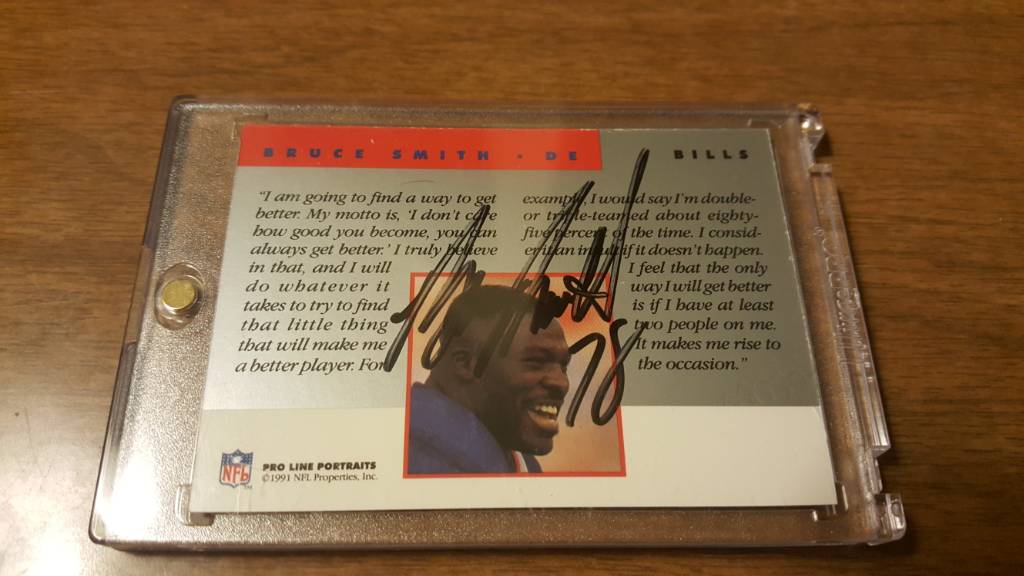 BRUCE SMITH • DE
BILLS
"I am going to find a way to get
better. My motto is, 'I don't care
how good you become, you can
always get better.' I truly believe
in that, and I will
do whatever it
takes to try to find
that little thing
that will make me
a better player. For
example, I would say I'm double-
or triple-teamed about eighty-
five percent of the time. I consid-
er it an insult if it doesn't happen.
I feel that the only
way I will get better
is if I have at least
two people on me.
It makes me rise to
the occasion."
78
NFL
TM
PRO LINE PORTRAITS
©1991 NFL Properties, Inc.